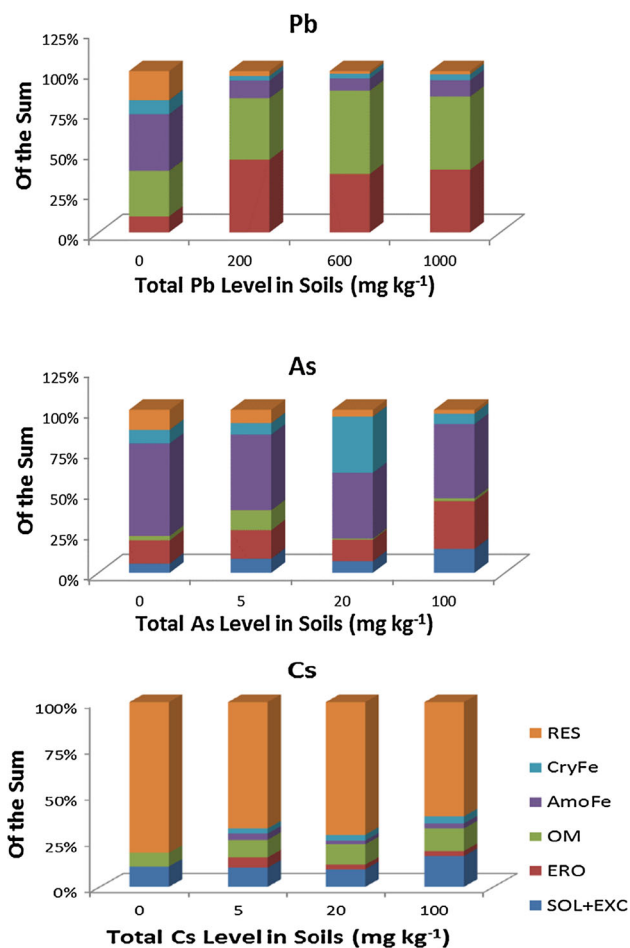 Pb
125%
100%
75%
50%
25%
0%
Of the Sum
0 200 600 1000
Total Pb Level in Soils (mg kg-1)
As
125%
100%
75%
50%
25%
0%
Of the Sum
0 5 20 100
Total As Level in Soils (mg kg-1)
Cs
100%
75%
50%
25%
0%
Of the Sum
0 5 20 100
Total Cs Level in Soils (mg kg-1)
RES
CryFe
AmoFe
OM
ERO
SOL+EXC